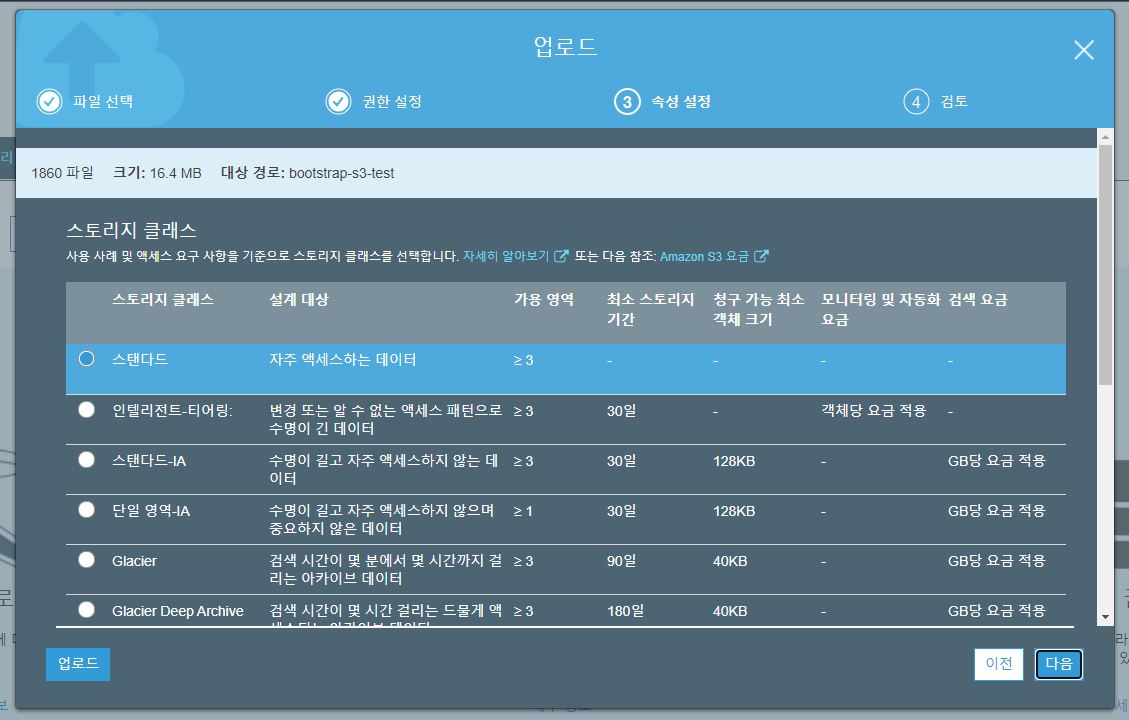 업로드
파일 선택
권한 설정
3 속성 설정
4 검토
1860 파일 크기: 16.4 MB 대상 경로: bootstrap-s3-test
스토리지 클래스
사용 사례 및 액세스 요구 사항을 기준으로 스토리지 클래스를 선택합니다. 자세히 알아보기 또는 다음 참조: Amazon S3 요금
스토리지 클래스 설계 대상 가용 영역 최소 스토리지 청구 가능 최소 모니터링 및 자동화 검색 요금
기간 객체 크기 요금
스탠다드 자주 액세스하는 데이터 ≥ 3 - - - -
인텔리전트-티어링: 변경 또는 알 수 없는 액세스 패턴으로 ≥ 3 30일 - 객체당 요금 적용 -
수명이 긴 데이터
스탠다드-IA 수명이 길고 자주 액세스하지 않는 데 ≥ 3 30일 128KB - GB당 요금 적용
이터
단일 영역-IA 수명이 길고 자주 액세스하지 않으며 ≥ 1 30일 128KB - GB당 요금 적용
중요하지 않은 데이터
Glacier 검색 시간이 몇 분에서 몇 시간까지 걸 ≥ 3 90일 40KB - GB당 요금 적용
리는 아카이브 데이터
Glacier Deep Archive 검색 시간이 몇 시간 걸리는 드물게 액 ≥ 3 180일 40KB - GB당 요금 적용
업로드
이전
다음